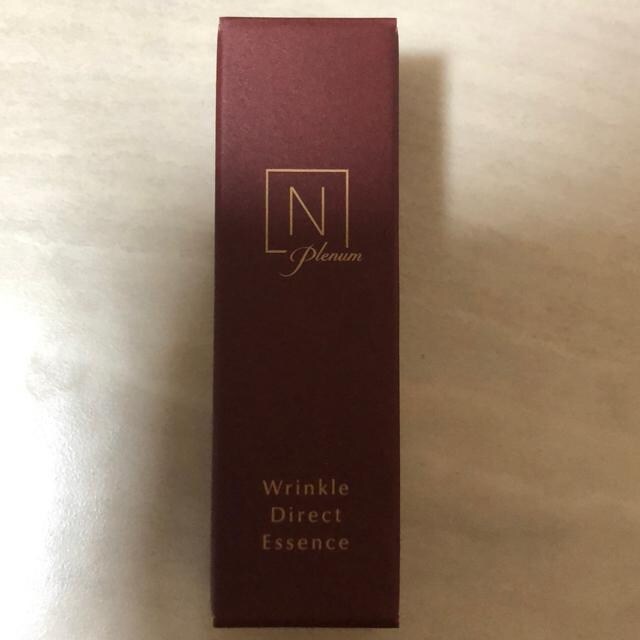 N
Plenum
Wrinkle
Direct
Essence